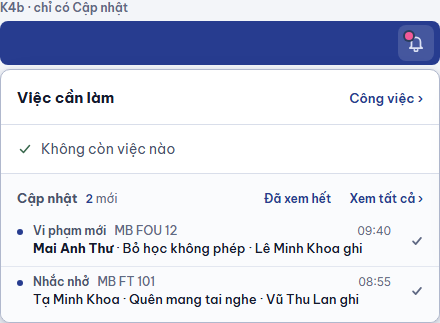 K4b · chỉ có Cập nhật
Việc cần làm Công việc ›
Không còn việc nào
Cập nhật 2 mới Đã xem hết Xem tất cả ›
Vi phạm mới MB FOU 12 09:40
Mai Anh Thư · Bỏ học không phép · Lê Minh Khoa ghi
Nhắc nhở MB FT 101 08:55
Tạ Minh Khoa · Quên mang tai nghe · Vũ Thu Lan ghi